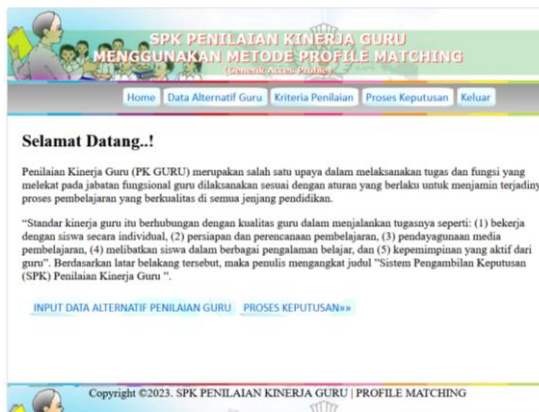 SPK PENILAIAN KINERJA GURU
MENGGUNAKAN METODE PROFILE MATCHING
Home Data Alternatif Guru Kriteria Penilaian Proses Keputusan Keluar
Selamat Datang..!
Penilaian Kinerja Guru (PK GURU) merupakan salah satu upaya dalam melaksanakan tugas dan fungsi yang
melekat pada jabatan fungsional guru dilaksanakan sesuai dengan aturan yang berlaku untuk menjamin terjadiny
proses pembelajaran yang berkualitas di semua jenjang pendidikan.
"Standar kinerja guru itu berhubungan dengan kualitas guru dalam menjalankan tugasnya seperti: (1) bekerja
dengan siswa secara individual, (2) persiapan dan perencanaan pembelajaran, (3) pendayagunaan media
pembelajaran, (4) melibatkan siswa dalam berbagai pengalaman belajar, dan (5) kepemimpinan yang aktif dari
guru". Berdasarkan latar belakang tersebut, maka penulis mengangkat judul "Sistem Pengambilan Keputusan
(SPK) Penilaian Kinerja Guru ".
INPUT DATA ALTERNATIF PENILAIAN GURU PROSES KEPUTUSAN»»
Copyright ©2023. SPK PENILAIAN KINERJA GURU | PROFILE MATCHING